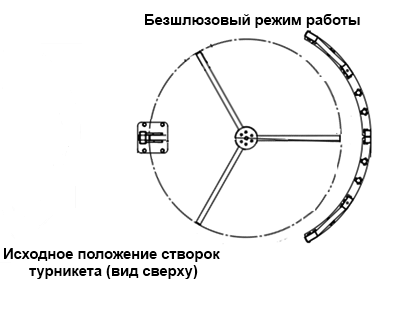 Безшлюзовый режим работы
Исходное положение створок
турникета (вид сверху)